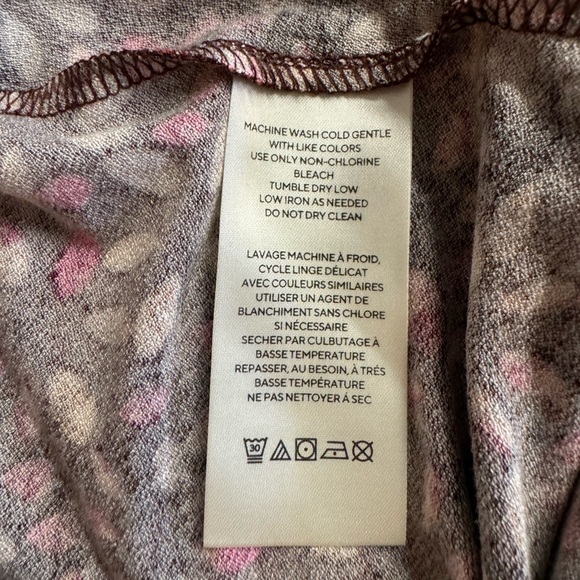 MACHINE WASH COLD GENTLE
WITH LIKE COLORS
USE ONLY NON-CHLORINE
BLEACH
TUMBLE DRY LOW
LOW IRON AS NEEDED
DO NOT DRY CLEAN
LAVAGE MACHINE À FROID,
CYCLE LINGE DÉLICAT
AVEC COULEURS SIMILAIRES
UTILISER UN AGENT DE
BLANCHIMENT SANS CHLORE
SI NÉCESSAIRE
SECHER PAR CULBUTAGE À
BASSE TEMPERATURE
REPASSER, AU BESOIN, À TRÉS
BASSE TEMPÉRATURE
NE PAS NETTOYER À SEC
30